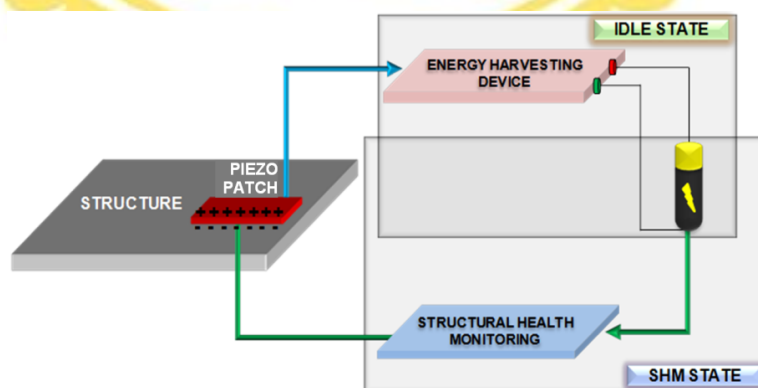 IDLE STATE
ENERGY HARVESTING
DEVICE
PIEZO
PATCH
STRUCTURE
+++++++
-------
STRUCTURAL HEALTH
MONITORING
SHM STATE